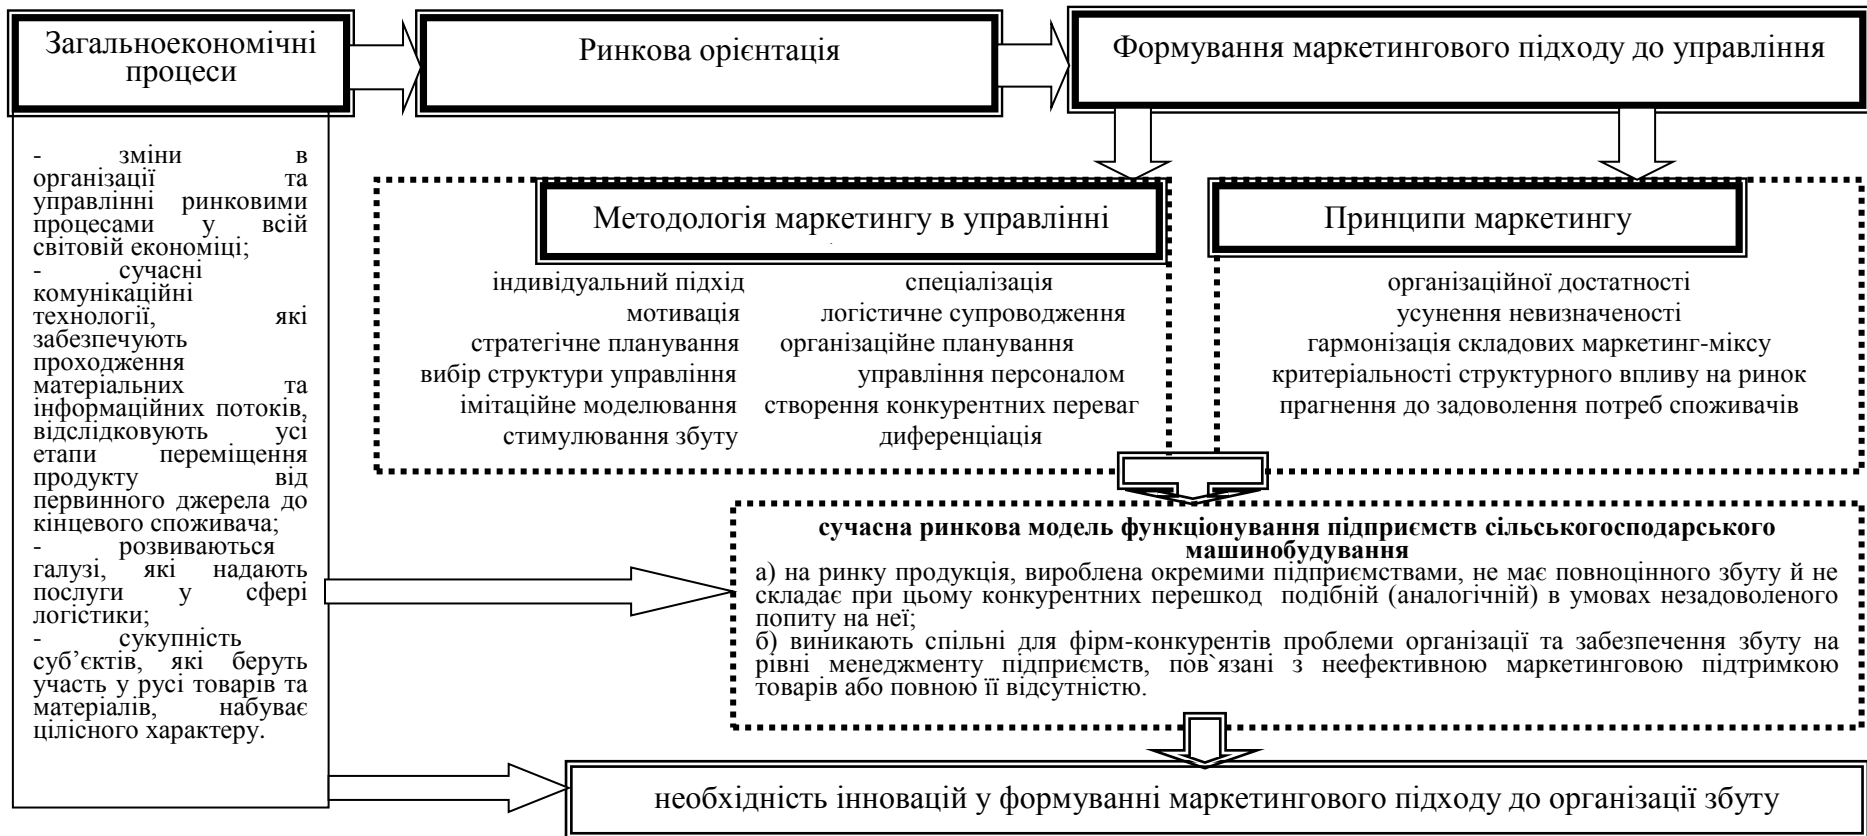 Загальноекономічні
процеси
Ринкова орієнтація
Формування маркетингового підходу до управління
- зміни в
організації та
управлінні ринковими
процесами у всій
світовій економіці;
- сучасні
комунікаційні
технології, які
забезпечують
проходження
матеріальних та
інформаційних потоків,
відслідковують усі
етапи переміщення
продукту від
первинного джерела до
кінцевого споживача;
- розвиваються
галузі, які надають
послуги у сфері
логістики;
- сукупність
суб’єктів, які беруть
участь у русі товарів та
матеріалів, набуває
цілісного характеру.
Методологія маркетингу в управлінні
індивідуальний підхід спеціалізація
мотивація логістичне супроводження
стратегічне планування організаційне планування
вибір структури управління управління персоналом
імітаційне моделювання створення конкурентних переваг
стимулювання збуту диференціація
Принципи маркетингу
організаційної достатності
усунення невизначеності
гармонізація складових маркетинг-міксу
критеріальності структурного впливу на ринок
прагнення до задоволення потреб споживачів
сучасна ринкова модель функціонування підприємств сільськогосподарського
машинобудування
а) на ринку продукція, вироблена окремими підприємствами, не має повноцінного збуту й не
складає при цьому конкурентних перешкод подібній (аналогічній) в умовах незадоволеного
попиту на неї;
б) виникають спільні для фірм-конкурентів проблеми організації та забезпечення збуту на
рівні менеджменту підприємств, пов`язані з неефективною маркетинговою підтримкою
товарів або повною її відсутністю.
необхідність інновацій у формуванні маркетингового підходу до організації збуту